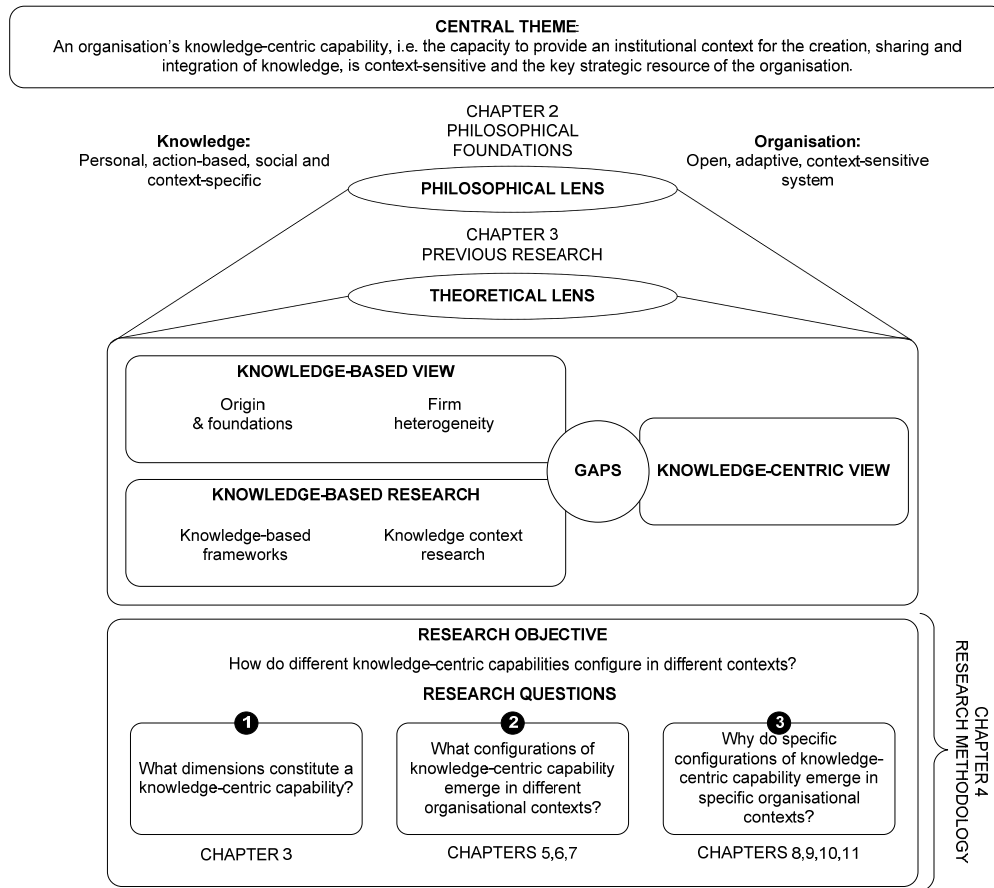 CENTRAL THEME:
An organisation's knowledge-centric capability, i.e. the capacity to provide an institutional context for the creation, sharing and
integration of knowledge, is context-sensitive and the key strategic resource of the organisation.
CHAPTER 2
PHILOSOPHICAL
FOUNDATIONS
Knowledge:
Personal, action-based, social and
context-specific
Organisation:
Open, adaptive, context-sensitive
system
PHILOSOPHICAL LENS
CHAPTER 3
PREVIOUS RESEARCH
THEORETICAL LENS
KNOWLEDGE-BASED VIEW
Origin
& foundations
Firm
heterogeneity
GAPS
KNOWLEDGE-CENTRIC VIEW
KNOWLEDGE-BASED RESEARCH
Knowledge-based
frameworks
Knowledge context
research
RESEARCH OBJECTIVE
How do different knowledge-centric capabilities configure in different contexts?
RESEARCH QUESTIONS
1
What dimensions constitute a
knowledge-centric capability?
CHAPTER 3
2
What configurations of
knowledge-centric capability
emerge in different
organisational contexts?
CHAPTERS 5,6,7
3
Why do specific
configurations of knowledge-
centric capability emerge in
specific organisational
contexts?
CHAPTERS 8,9,10,11
CHAPTER 4
RESEARCH METHODOLOGY